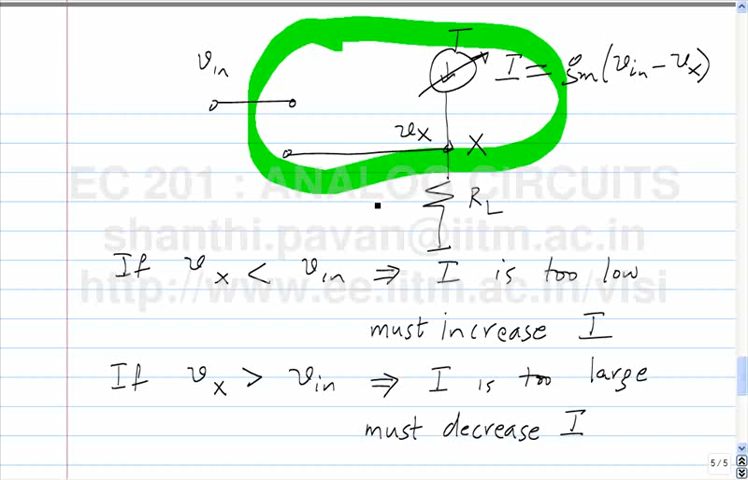 I
v_in
I = gm(v_in - v_x)
v_x
X
EC 201 : ANALOG CIRCUITS
R_L
shanthi.pavan@iitm.ac.in
If v_x < v_in ⇒ I is too low
http://www.ee.iitm.ac.in/vlsi
must increase I
If v_x > v_in ⇒ I is too large
must decrease I
5/5